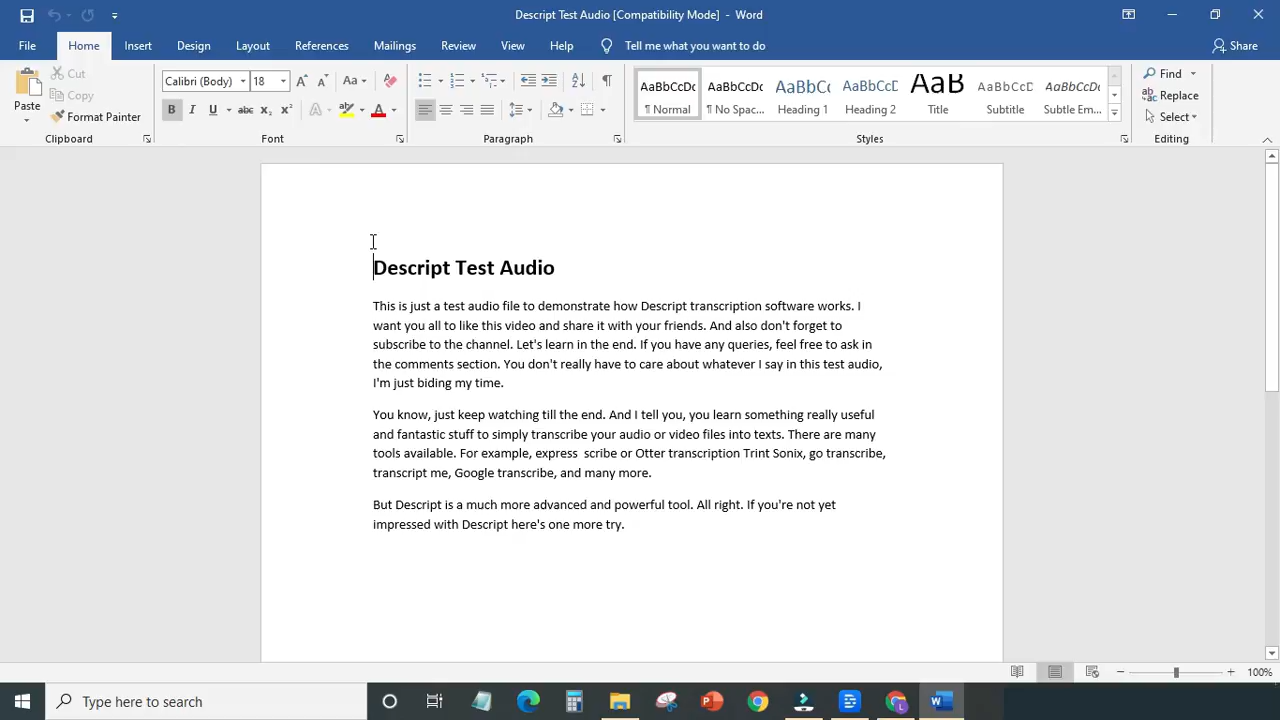 Descript Test Audio [Compatibility Mode] - Word
File Home Insert Design Layout References Mailings Review View Help Tell me what you want to do Share
Paste
Cut
Copy
Format Painter
Clipboard
Calibri (Body) 18
Aa
B I U abc x₂ x² A ab A
Font
Paragraph
AaBbCcDc AaBbCcDc AaBbCc AaBbCcD AaB AaBbCcD AaBbCcDc
¶ Normal ¶ No Spac... Heading 1 Heading 2 Title Subtitle Subtle Em...
Styles
Find
Replace
Select
Editing
Descript Test Audio
This is just a test audio file to demonstrate how Descript transcription software works. I
want you all to like this video and share it with your friends. And also don't forget to
subscribe to the channel. Let's learn in the end. If you have any queries, feel free to ask in
the comments section. You don't really have to care about whatever I say in this test audio,
I'm just biding my time.
You know, just keep watching till the end. And I tell you, you learn something really useful
and fantastic stuff to simply transcribe your audio or video files into texts. There are many
tools available. For example, express  scribe or Otter transcription Trint Sonix, go transcribe,
transcript me, Google transcribe, and many more.
But Descript is a much more advanced and powerful tool. All right. If you're not yet
impressed with Descript here's one more try.
100%
Type here to search